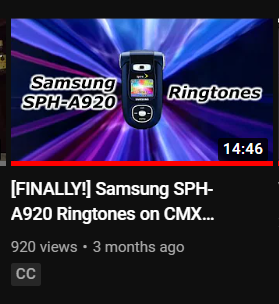 Samsung
SPH-A920
Ringtones
14:46
[FINALLY!] Samsung SPH-
A920 Ringtones on CMX...
920 views • 3 months ago
CC